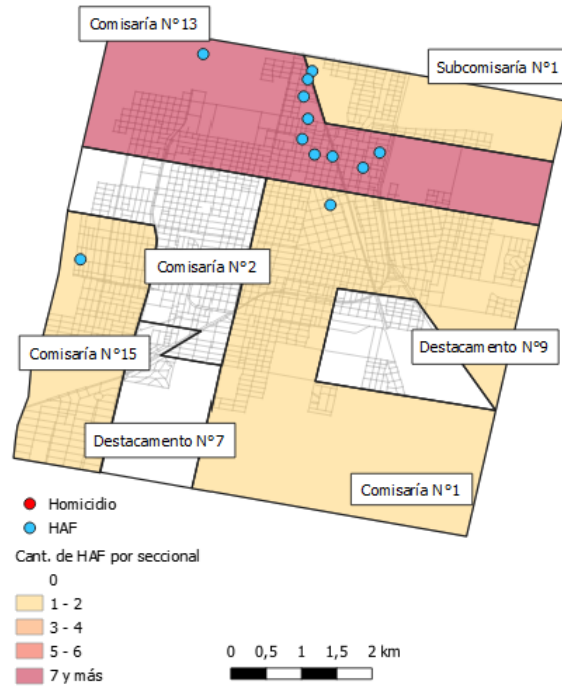 Comisaría N°13
Subcomisaría N°1
Comisaría N°2
Comisaría N°15
Destacamento N°9
Destacamento N°7
Comisaría N°1
Homicidio
HAF
Cant. de HAF por seccional
0
1 - 2
3 - 4
5 - 6
7 y más
0 0,5 1 1,5 2 km